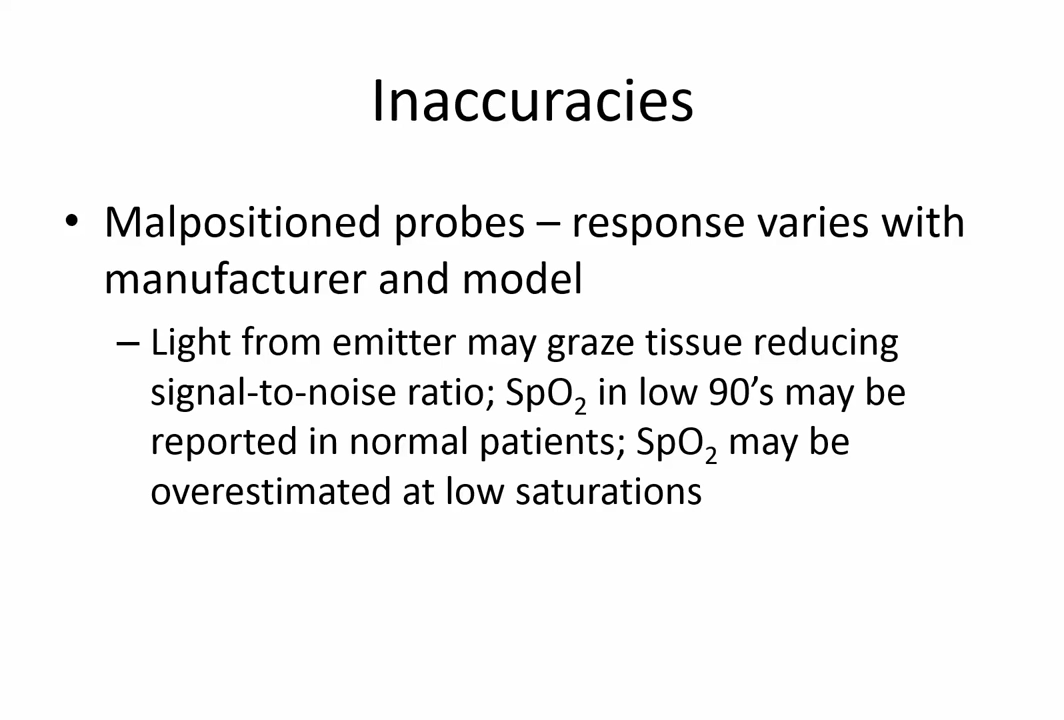 Inaccuracies
• Malpositioned probes – response varies with
manufacturer and model
– Light from emitter may graze tissue reducing
signal-to-noise ratio; SpO₂ in low 90’s may be
reported in normal patients; SpO₂ may be
overestimated at low saturations